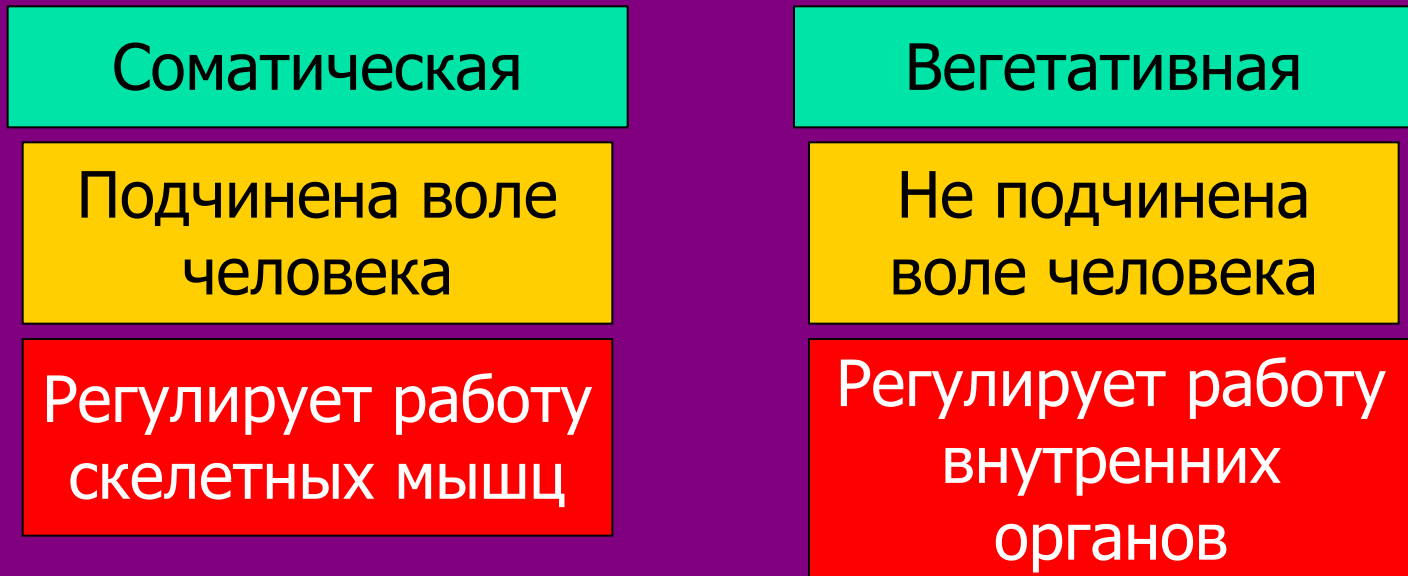 Соматическая
Подчинена воле
человека
Регулирует работу
скелетных мышц
Вегетативная
Не подчинена
воле человека
Регулирует работу
внутренних
органов